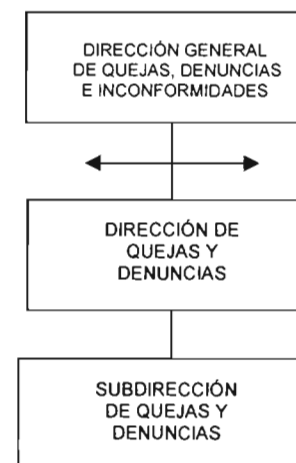 DIRECCIÓN GENERAL
DE QUEJAS, DENUNCIAS
E INCONFORMIDADES
DIRECCIÓN DE
QUEJAS Y
DENUNCIAS
SUBDIRECCIÓN
DE QUEJAS Y
DENUNCIAS